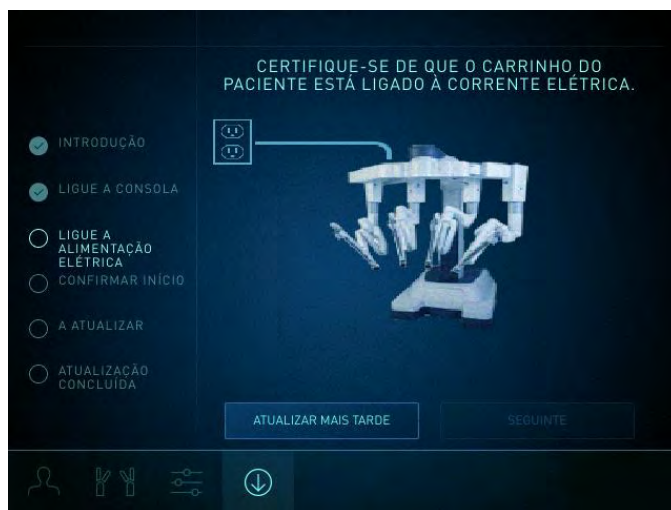 CERTIFIQUE-SE DE QUE O CARRINHO DO
PACIENTE ESTÁ LIGADO À CORRENTE ELÉTRICA.
INTRODUÇÃO
LIGUE A CONSOLA
LIGUE A
ALIMENTAÇÃO
ELÉTRICA
CONFIRMAR INÍCIO
A ATUALIZAR
ATUALIZAÇÃO
CONCLUÍDA
ATUALIZAR MAIS TARDE
SEGUINTE